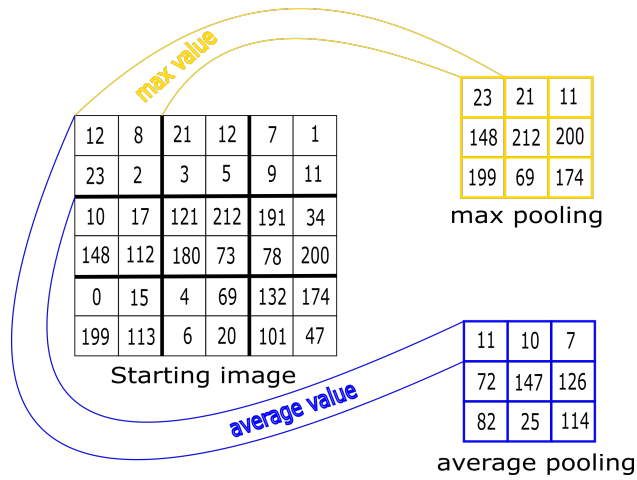 max value
12 8 21 12 7 1
23 2 3 5 9 11
10 17 121 212 191 34
148 112 180 73 78 200
0 15 4 69 132 174
199 113 6 20 101 47
Starting image
23 21 11
148 212 200
199 69 174
max pooling
average value
11 10 7
72 147 126
82 25 114
average pooling